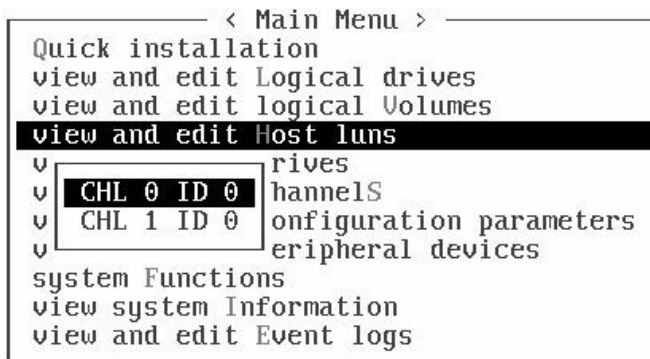 < Main Menu >
Quick installation
view and edit Logical drives
view and edit logical Volumes
view and edit Host luns
v rives
v CHL 0 ID 0 hannelS
v CHL 1 ID 0 onfiguration parameters
v eripheral devices
system Functions
view system Information
view and edit Event logs